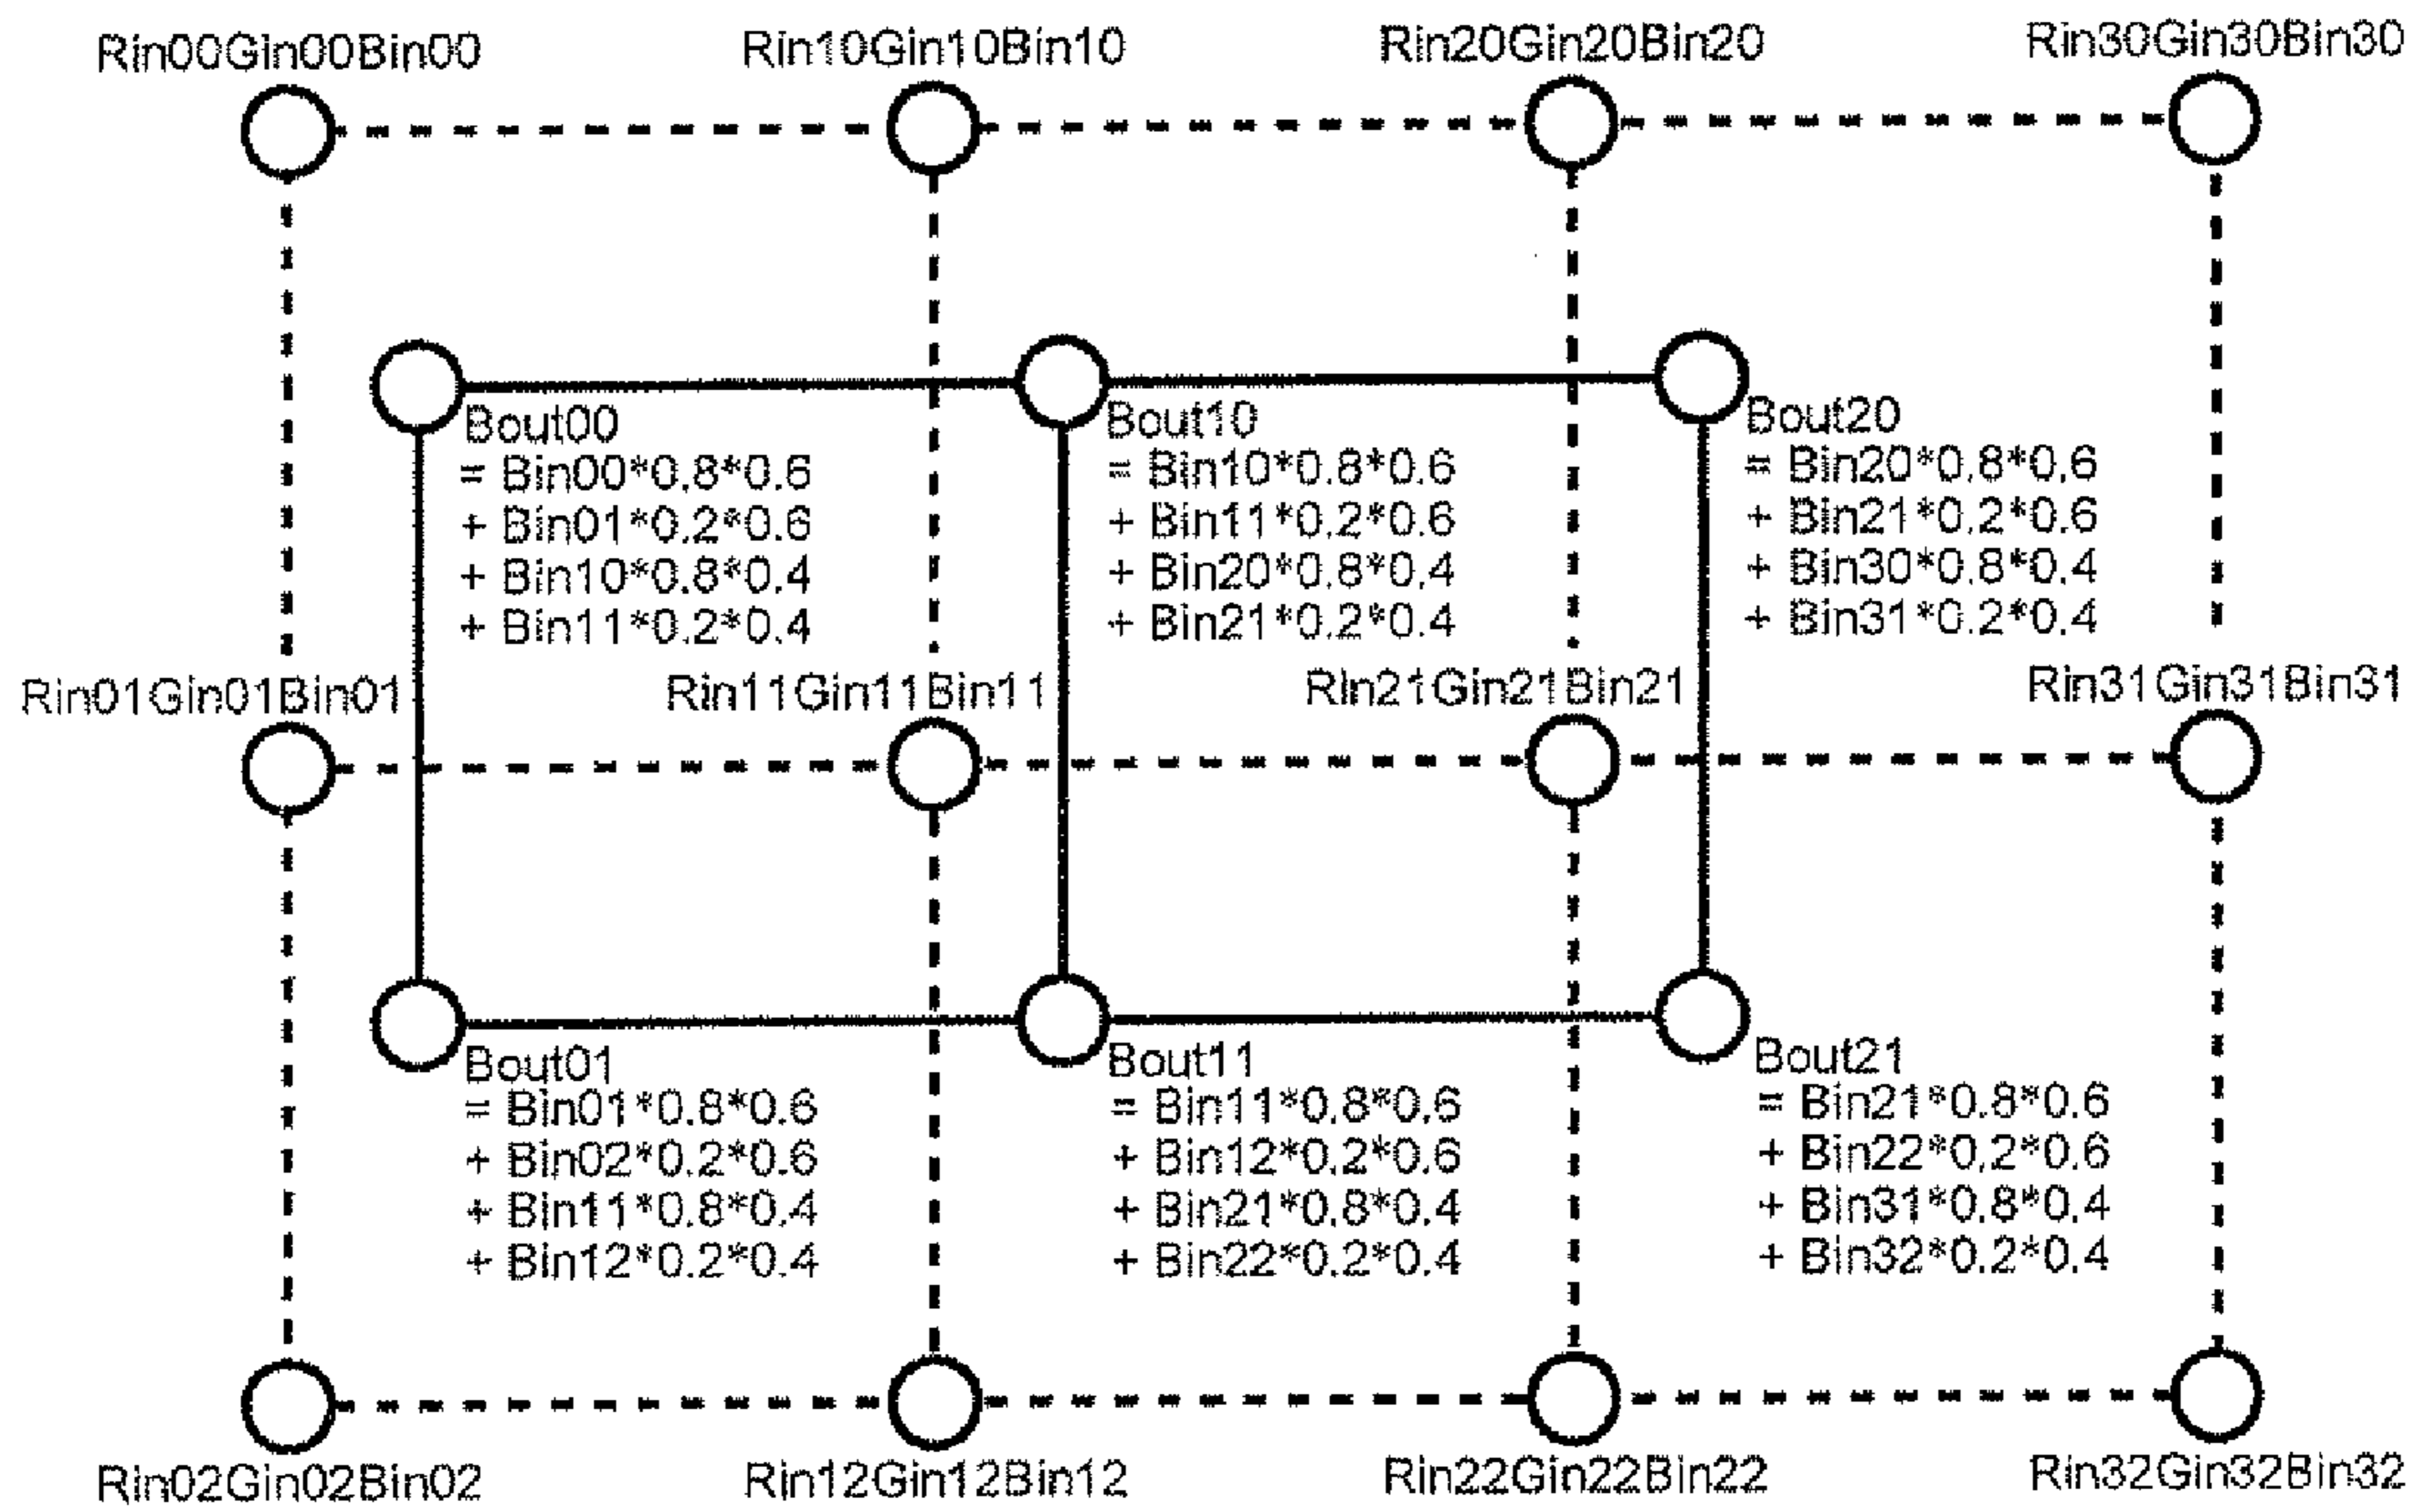 Rin00Gin00Bin00
Rin10Gin10Bin10
Rin20Gin20Bin20
Rin30Gin30Bin30
Bout00
= Bin00*0.8*0.6
+ Bin01*0.2*0.6
+ Bin10*0.8*0.4
+ Bin11*0.2*0.4
Bout10
= Bin10*0.8*0.6
+ Bin11*0.2*0.6
+ Bin20*0.8*0.4
+ Bin21*0.2*0.4
Bout20
= Bin20*0.8*0.6
+ Bin21*0.2*0.6
+ Bin30*0.8*0.4
+ Bin31*0.2*0.4
Rin01Gin01Bin01
Rin11Gin11Bin11
Rin21Gin21Bin21
Rin31Gin31Bin31
Bout01
= Bin01*0.8*0.6
+ Bin02*0.2*0.6
+ Bin11*0.8*0.4
+ Bin12*0.2*0.4
Bout11
= Bin11*0.8*0.6
+ Bin12*0.2*0.6
+ Bin21*0.8*0.4
+ Bin22*0.2*0.4
Bout21
= Bin21*0.8*0.6
+ Bin22*0.2*0.6
+ Bin31*0.8*0.4
+ Bin32*0.2*0.4
Rin02Gin02Bin02
Rin12Gin12Bin12
Rin22Gin22Bin22
Rin32Gin32Bin32